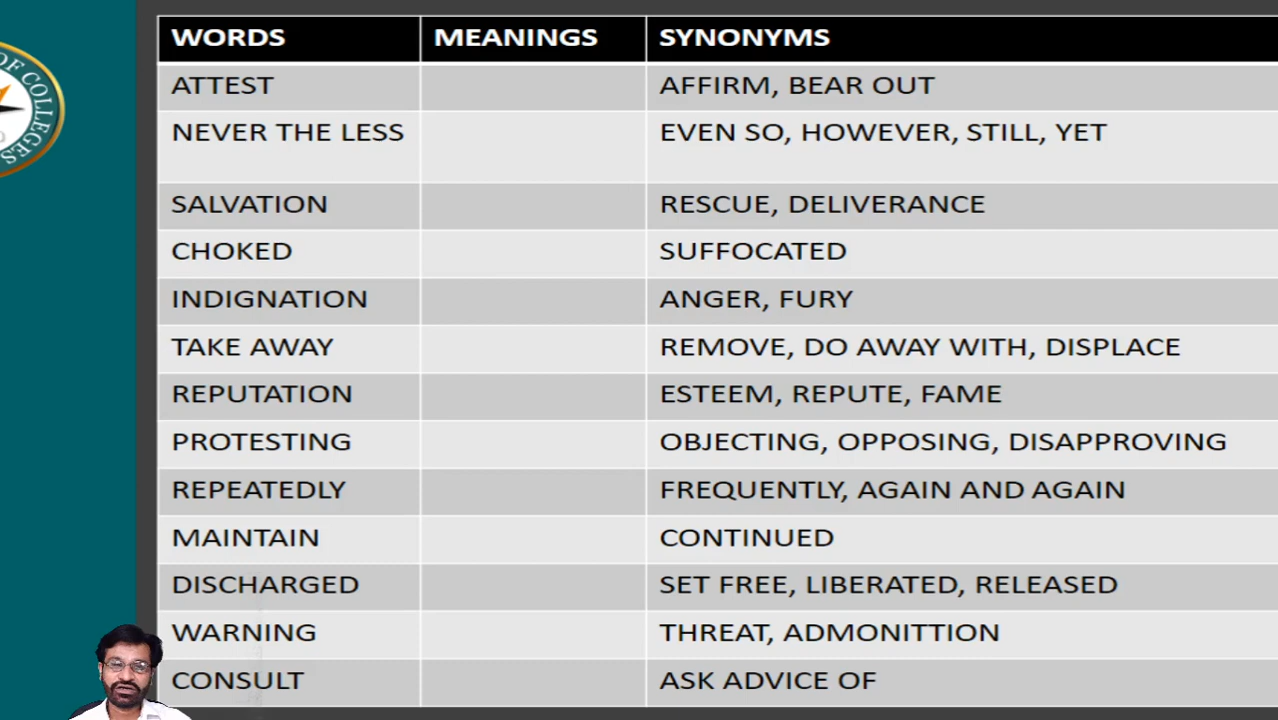 OF COLLEGES
WORDS MEANINGS SYNONYMS
ATTEST AFFIRM, BEAR OUT
NEVER THE LESS EVEN SO, HOWEVER, STILL, YET
SALVATION RESCUE, DELIVERANCE
CHOKED SUFFOCATED
INDIGNATION ANGER, FURY
TAKE AWAY REMOVE, DO AWAY WITH, DISPLACE
REPUTATION ESTEEM, REPUTE, FAME
PROTESTING OBJECTING, OPPOSING, DISAPPROVING
REPEATEDLY FREQUENTLY, AGAIN AND AGAIN
MAINTAIN CONTINUED
DISCHARGED SET FREE, LIBERATED, RELEASED
WARNING THREAT, ADMONITTION
CONSULT ASK ADVICE OF